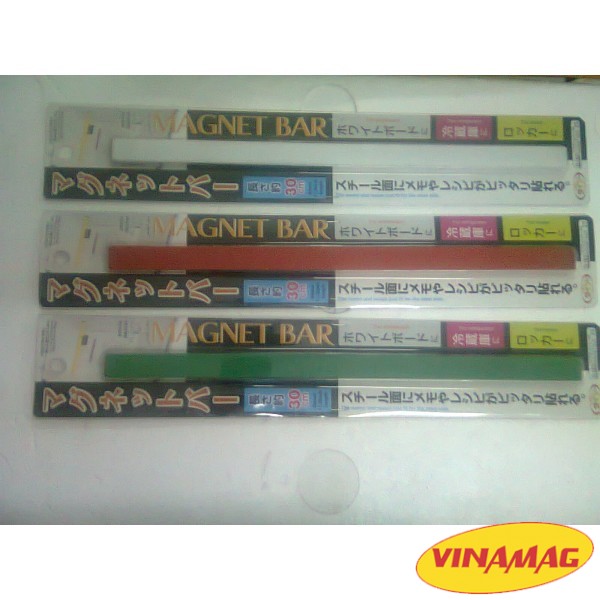 MAGNET BAR
ホワイトボードに
冷蔵庫に
ロッカーに
マグネットバー
長さ約30cm
スチール面にメモやレシピがピッタリ貼れる。
MAGNET BAR
ホワイトボードに
冷蔵庫に
ロッカーに
マグネットバー
長さ約30cm
スチール面にメモやレシピがピッタリ貼れる。
MAGNET BAR
ホワイトボードに
冷蔵庫に
ロッカーに
マグネットバー
長さ約30cm
スチール面にメモやレシピがピッタリ貼れる。
VINAMAG